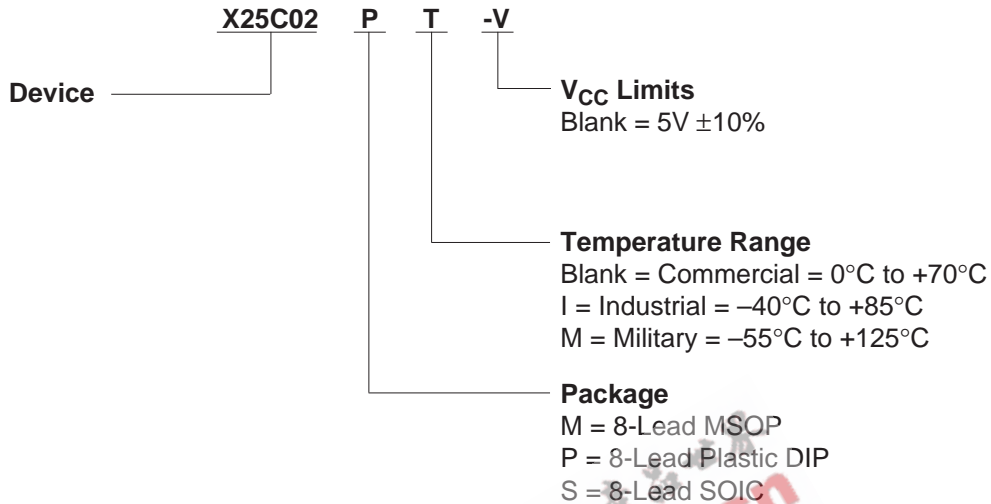 X25C02 P T -V
Device
VCC Limits
Blank = 5V ±10%
Temperature Range
Blank = Commercial = 0°C to +70°C
I = Industrial = –40°C to +85°C
M = Military = –55°C to +125°C
Package
M = 8-Lead MSOP
P = 8-Lead Plastic DIP
S = 8-Lead SOIC